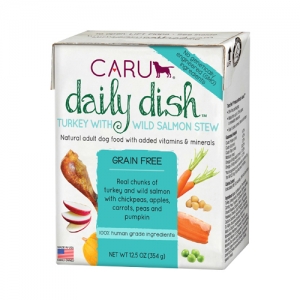 CARU
daily dish™
TURKEY WITH WILD SALMON STEW
Natural adult dog food with added vitamins & minerals
GRAIN FREE
Real chunks of
turkey and wild salmon
with chickpeas, apples,
carrots, peas and
pumpkin
100% human grade ingredients!
NET WT 12.5 OZ (354 g)